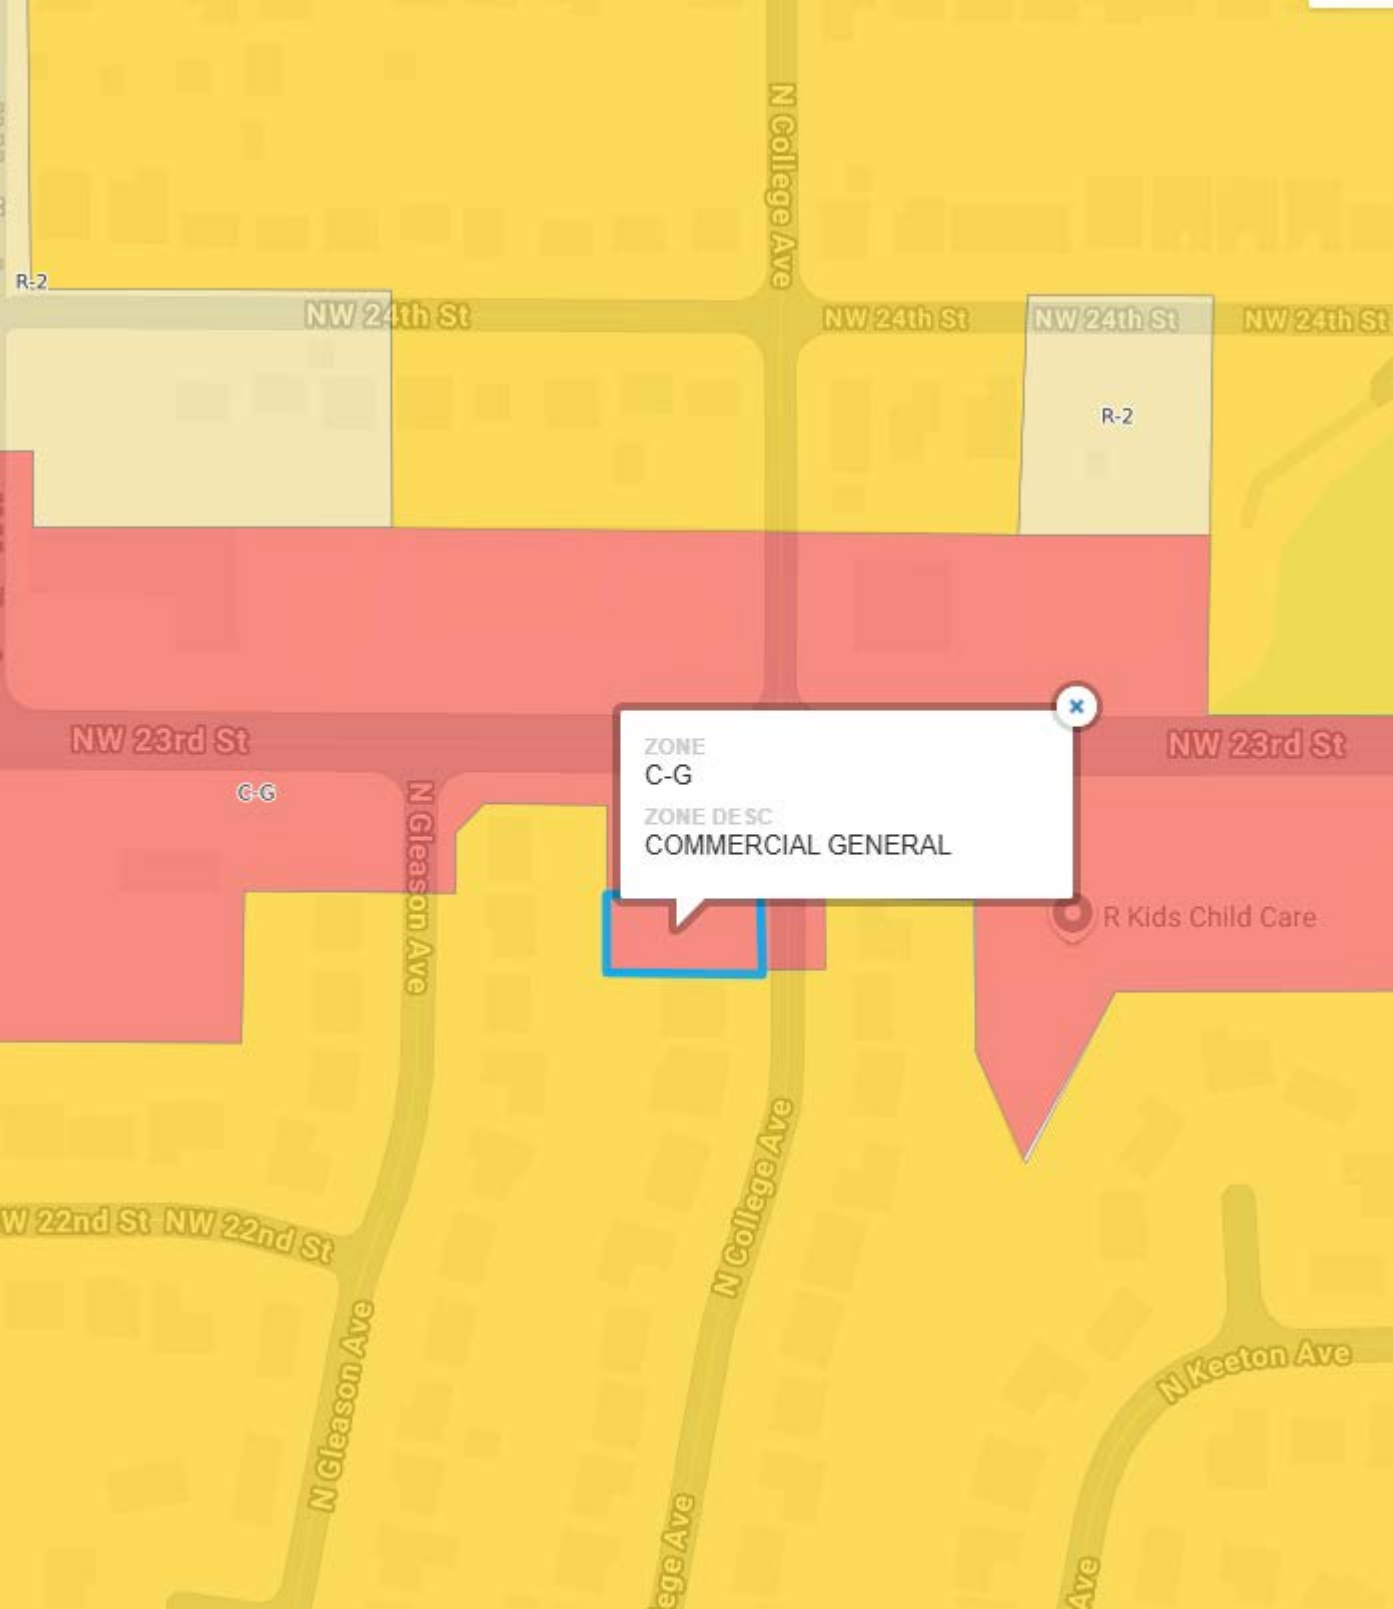 N College Ave
R-2
NW 24th St
NW 24th St
NW 24th St
NW 24th St
R-2
NW 23rd St
NW 23rd St
ZONE
C-G
ZONE DESC
COMMERCIAL GENERAL
C-G
N Gleason Ave
R Kids Child Care
N College Ave
W 22nd St
NW 22nd St
N Gleason Ave
N Keeton Ave
ege Ave
Ave